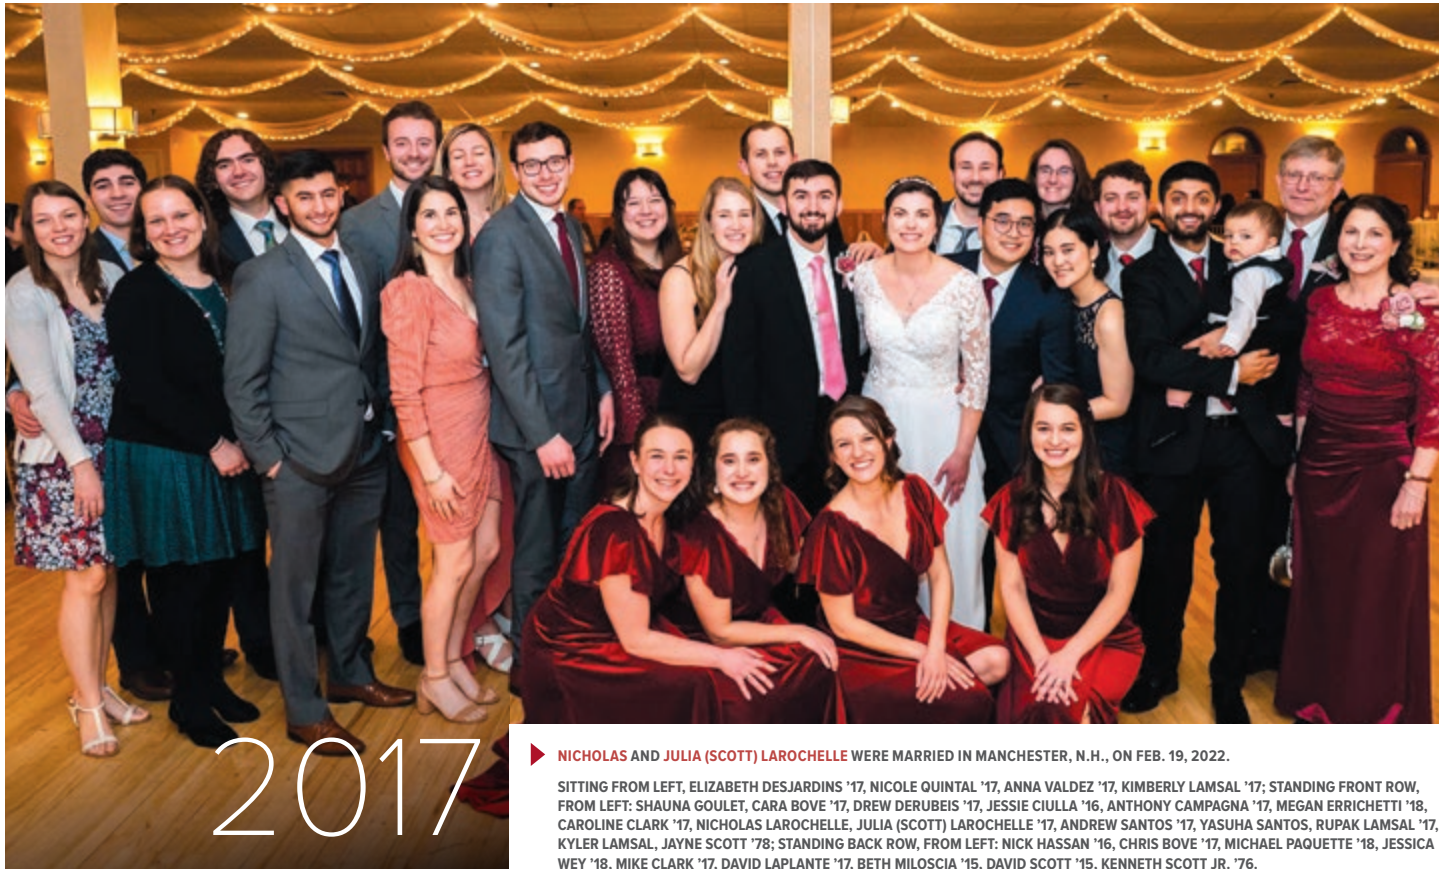 2017
NICHOLAS AND JULIA (SCOTT) LAROCHELLE WERE MARRIED IN MANCHESTER, N.H., ON FEB. 19, 2022.
SITTING FROM LEFT, ELIZABETH DESJARDINS ’17, NICOLE QUINTAL ’17, ANNA VALDEZ ’17, KIMBERLY LAMSAL ’17; STANDING FRONT ROW,
FROM LEFT: SHAUNA GOULET, CARA BOVE ’17, DREW DERUBEIS ’17, JESSIE CIULLA ’16, ANTHONY CAMPAGNA ’17, MEGAN ERRICHETTI ’18,
CAROLINE CLARK ’17, NICHOLAS LAROCHELLE, JULIA (SCOTT) LAROCHELLE ’17, ANDREW SANTOS ’17, YASUHA SANTOS, RUPAK LAMSAL ’17,
KYLER LAMSAL, JAYNE SCOTT ’78; STANDING BACK ROW, FROM LEFT: NICK HASSAN ’16, CHRIS BOVE ’17, MICHAEL PAQUETTE ’18, JESSICA
WEY ’18, MIKE CLARK ’17, DAVID LAPLANTE ’17, BETH MILOSCIA ’15, DAVID SCOTT ’15, KENNETH SCOTT JR. ’76.